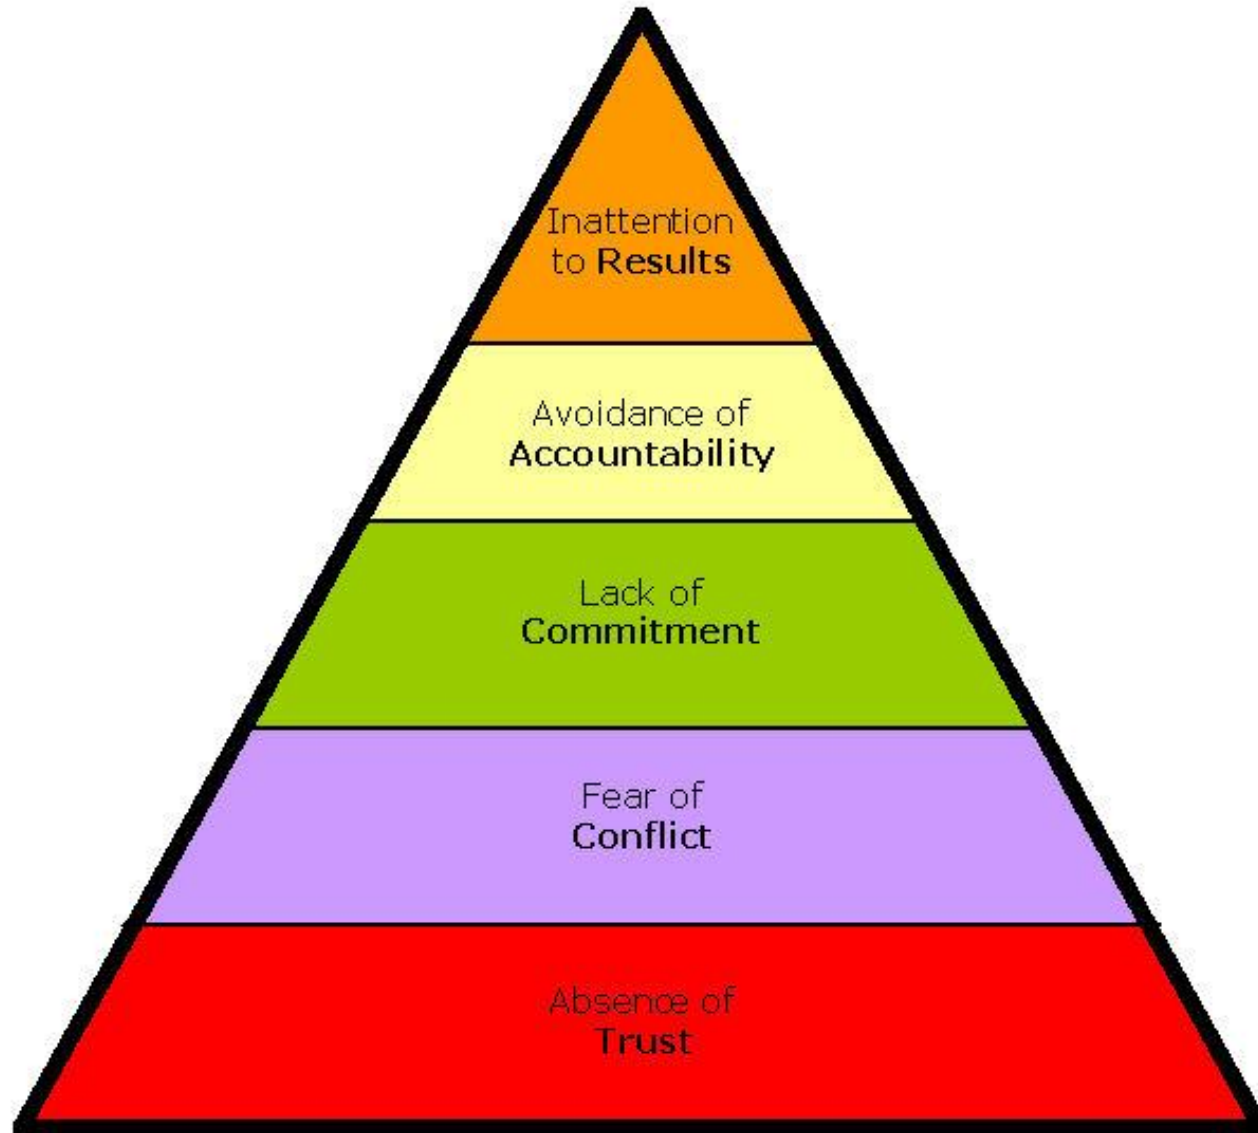 Inattention
to Results
Avoidance of
Accountability
Lack of
Commitment
Fear of
Conflict
Absence of
Trust